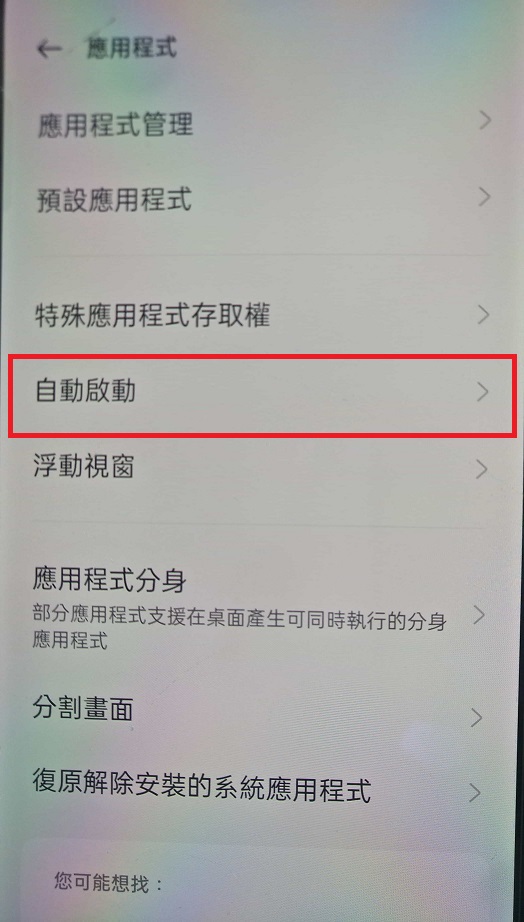 應用程式
應用程式管理
預設應用程式
特殊應用程式存取權
自動啟動
浮動視窗
應用程式分身
部分應用程式支援在桌面產生可同時執行的分身
應用程式
分割畫面
復原解除安裝的系統應用程式
您可能想找：